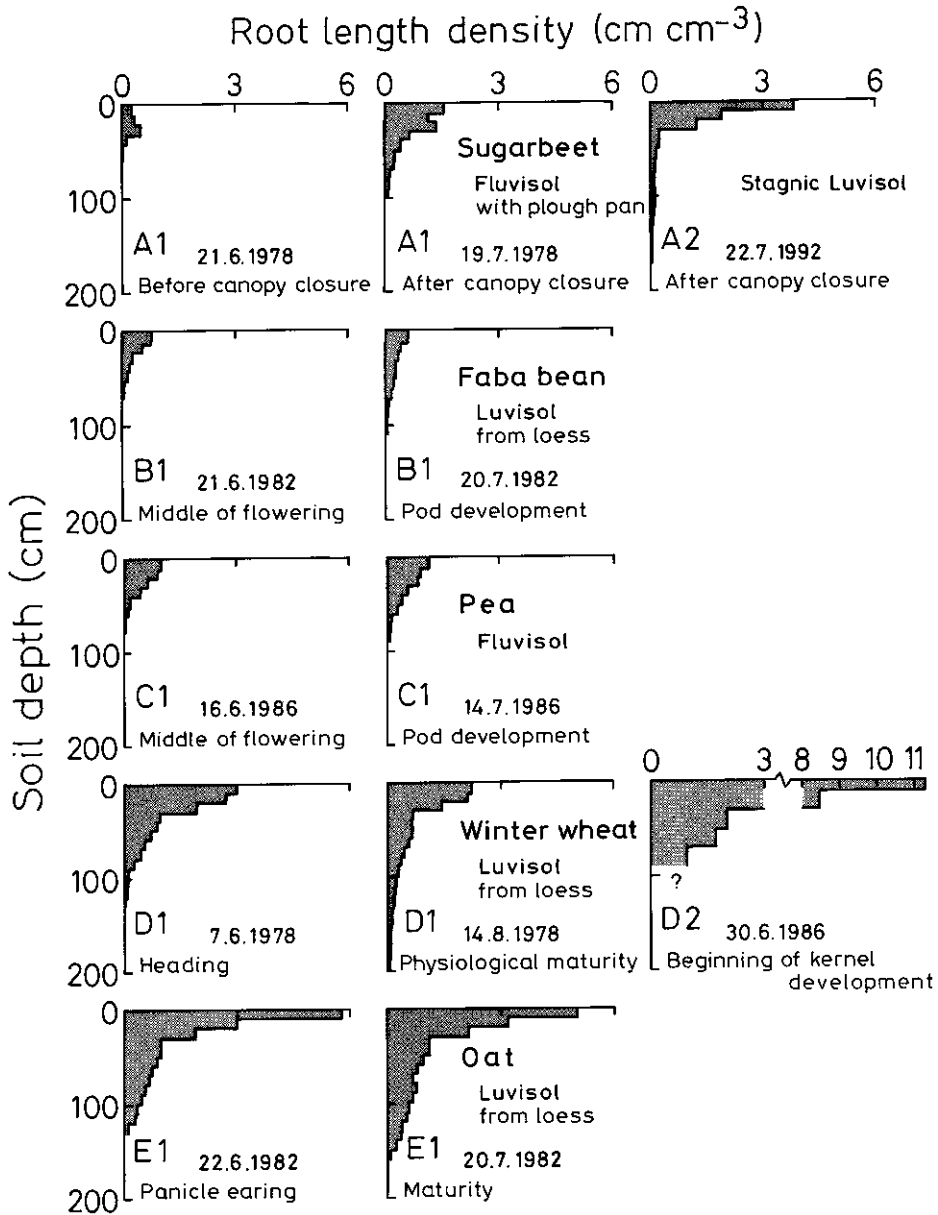 Root length density (cm cm⁻³)
0 3 6 0 3 6 0 3 6
Soil depth (cm)
0
100
200
A1 21.6.1978
Before canopy closure
Sugarbeet
Fluvisol
with plough pan
A1 19.7.1978
After canopy closure
Stagnic Luvisol
A2 22.7.1992
After canopy closure
0
100
200
B1 21.6.1982
Middle of flowering
Faba bean
Luvisol
from loess
B1 20.7.1982
Pod development
0
100
200
C1 16.6.1986
Middle of flowering
Pea
Fluvisol
C1 14.7.1986
Pod development
0
100
200
D1 7.6.1978
Heading
Winter wheat
Luvisol
from loess
D1 14.8.1978
Physiological maturity
0 3 8 9 10 11
?
D2 30.6.1986
Beginning of kernel
development
0
100
200
E1 22.6.1982
Panicle earing
Oat
Luvisol
from loess
E1 20.7.1982
Maturity